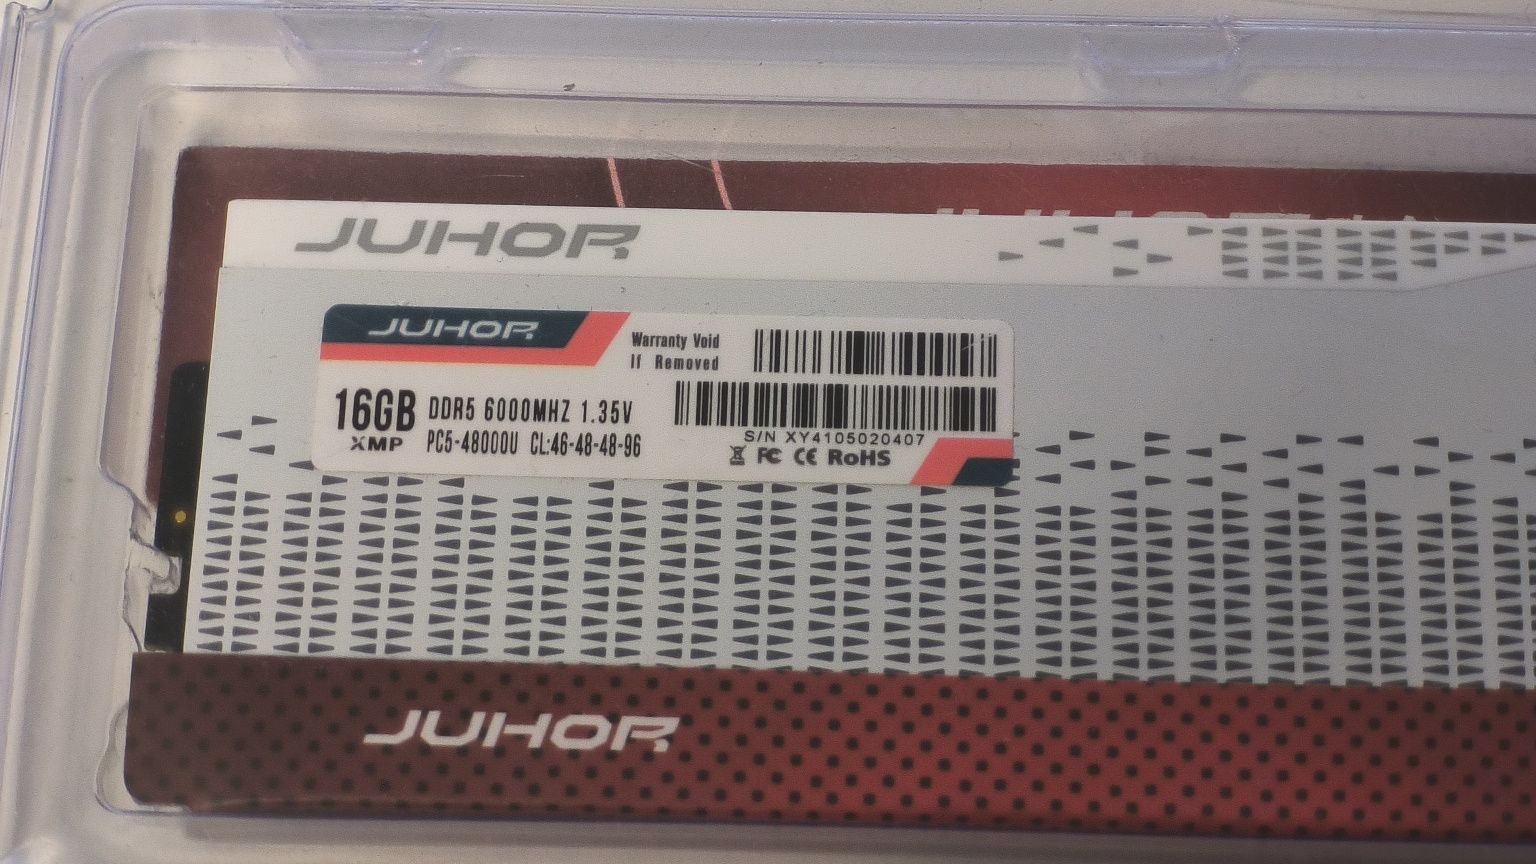 JUHOR
JUHOR
Warranty Void
If Removed
16GB DDR5 6000MHZ 1.35V
XMP PC5-48000U CL:46-48-48-96
S/N XY4105020407
FC CE RoHS
JUHOR